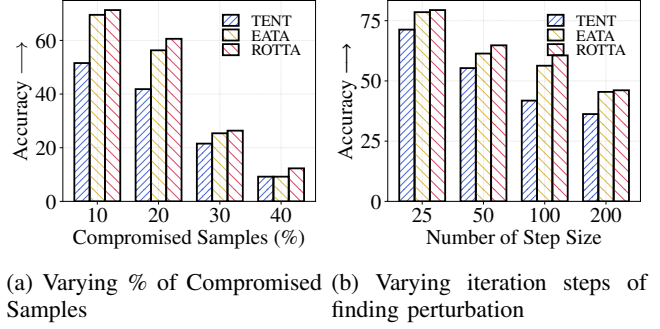 TENT
EATA
ROTTA
Accuracy ⟶
60
40
20
0
10 20 30 40
Compromised Samples (%)
TENT
EATA
ROTTA
Accuracy ⟶
75
50
25
0
25 50 100 200
Number of Step Size
(a) Varying % of Compromised Samples
(b) Varying iteration steps of finding perturbation